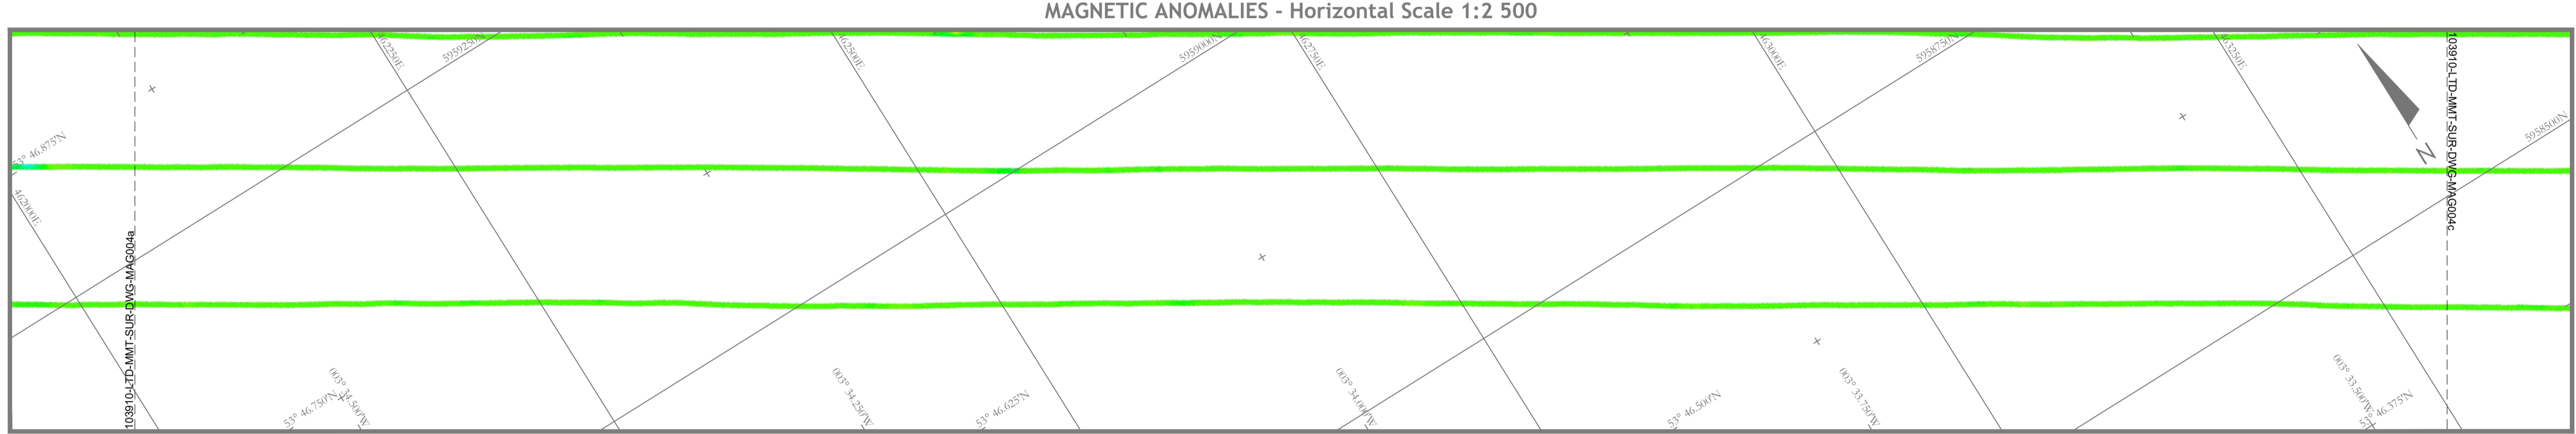 MAGNETIC ANOMALIES - Horizontal Scale 1:2 500
462250E
5959250N
462500E
5959000N
462750E
463000E
5958750N
463250E
103910-LTD-MMT-SUR-DWG-MAG004c
5958500N
N
53° 46.875'N
462000E
103910-LTD-MMT-SUR-DWG-MAG004a
53° 46.750'N
003° 34.500'W
003° 34.250'W
53° 46.625'N
003° 34.000'W
53° 46.500'N
003° 33.750'W
003° 33.500'W
53° 46.375'N